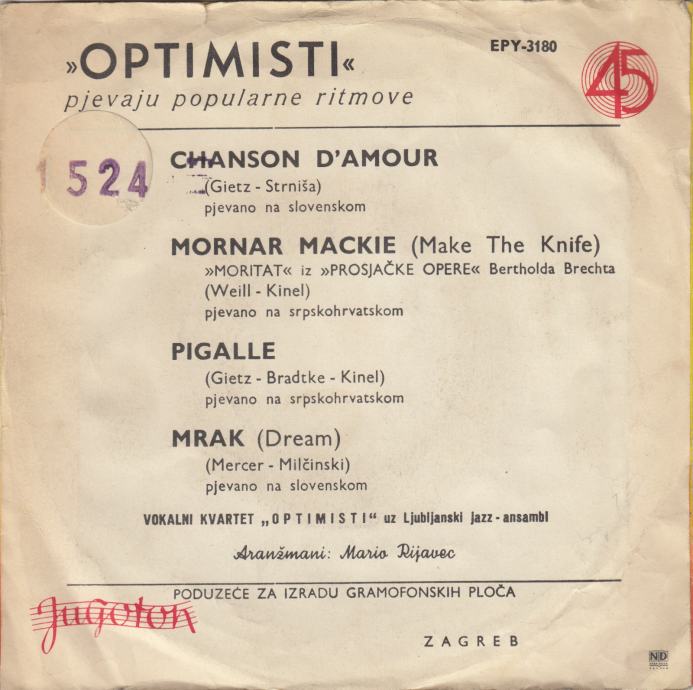 »OPTIMISTI«
EPY-3180
45
pjevaju popularne ritmove
1524
CHANSON D'AMOUR
(Gietz - Strniša)
pjevano na slovenskom
MORNAR MACKIE (Make The Knife)
»MORITAT« iz »PROSJAČKE OPERE« Bertholda Brechta
(Weill - Kinel)
pjevano na srpskohrvatskom
PIGALLE
(Gietz - Bradtke - Kinel)
pjevano na srpskohrvatskom
MRAK (Dream)
(Mercer - Milčinski)
pjevano na slovenskom
VOKALNI KVARTET „OPTIMISTI“ uz Ljubljanski jazz - ansambl
Aranžmani: Mario Rijavec
PODUZEĆE ZA IZRADU GRAMOFONSKIH PLOČA
Jugoton
ZAGREB
ND